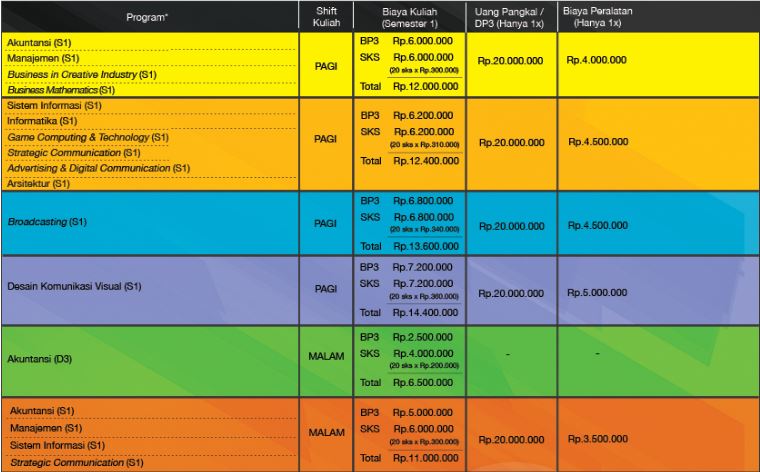 Program*
Shift Kuliah
Biaya Kuliah (Semester 1)
Uang Pangkal / DP3 (Hanya 1x)
Biaya Peralatan (Hanya 1x)
Akuntansi (S1)
Manajemen (S1)
Business in Creative Industry (S1)
Business Mathematics (S1)
PAGI
BP3 Rp.6.000.000
SKS Rp.6.000.000
(20 sks x Rp.300.000)
Total Rp.12.000.000
Rp.20.000.000
Rp.4.000.000
Sistem Informasi (S1)
Informatika (S1)
Game Computing & Technology (S1)
Strategic Communication (S1)
Advertising & Digital Communication (S1)
Arsitektur (S1)
PAGI
BP3 Rp.6.200.000
SKS Rp.6.200.000
(20 sks x Rp.310.000)
Total Rp.12.400.000
Rp.20.000.000
Rp.4.500.000
Broadcasting (S1)
PAGI
BP3 Rp.6.800.000
SKS Rp.6.800.000
(20 sks x Rp.340.000)
Total Rp.13.600.000
Rp.20.000.000
Rp.4.500.000
Desain Komunikasi Visual (S1)
PAGI
BP3 Rp.7.200.000
SKS Rp.7.200.000
(20 sks x Rp.360.000)
Total Rp.14.400.000
Rp.20.000.000
Rp.5.000.000
Akuntansi (D3)
MALAM
BP3 Rp.2.500.000
SKS Rp.4.000.000
(20 sks x Rp.200.000)
Total Rp.6.500.000
-
-
Akuntansi (S1)
Manajemen (S1)
Sistem Informasi (S1)
Strategic Communication (S1)
MALAM
BP3 Rp.5.000.000
SKS Rp.6.000.000
(20 sks x Rp.300.000)
Total Rp.11.000.000
Rp.20.000.000
Rp.3.500.000